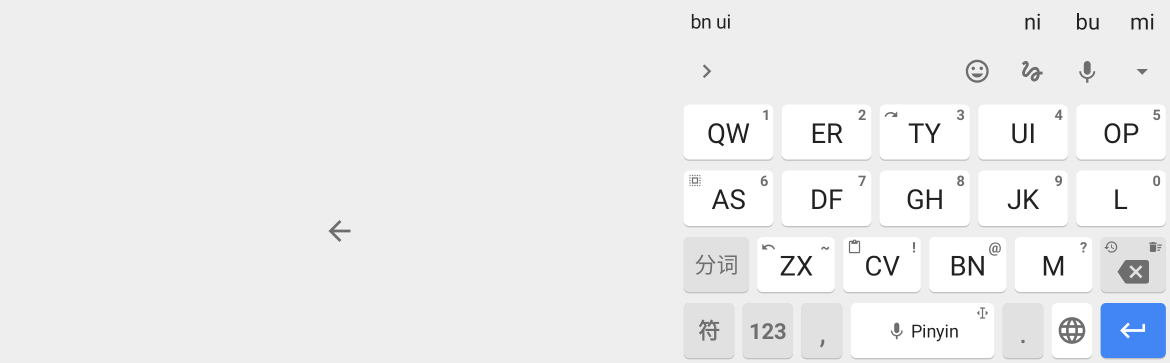 bn ui ni bu mi
QW 1 ER 2 TY 3 UI 4 OP 5
AS 6 DF 7 GH 8 JK 9 L 0
分词 ZX ~ CV ! BN @ M ?
符 123 , Pinyin .